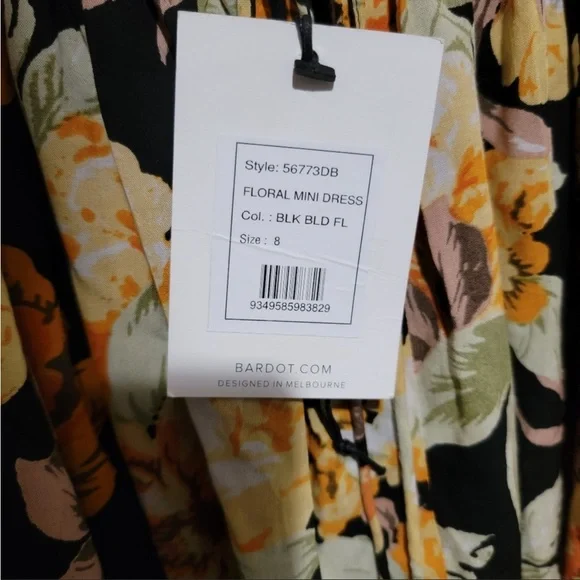 Style: 56773DB
FLORAL MINI DRESS
Col. : BLK BLD FL
Size : 8
9349585983829
BARDOT.COM
DESIGNED IN MELBOURNE